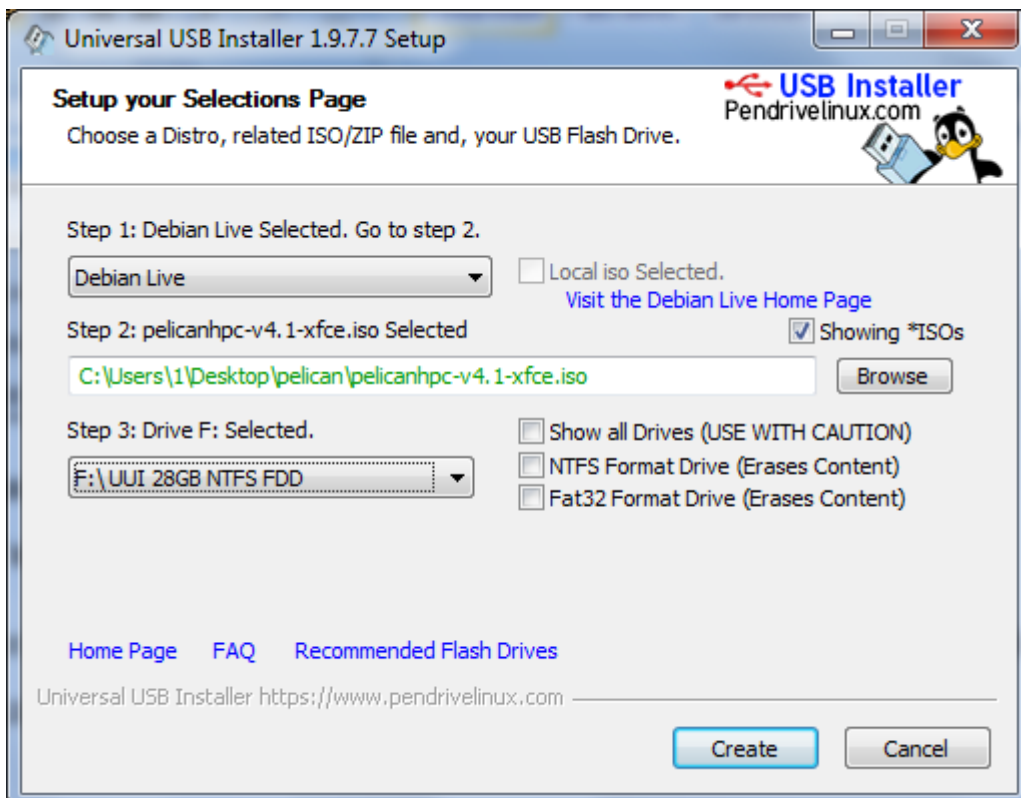 Universal USB Installer 1.9.7.7 Setup
Setup your Selections Page
Choose a Distro, related ISO/ZIP file and, your USB Flash Drive.
USB Installer
Pendrivelinux.com
Step 1: Debian Live Selected. Go to step 2.
Debian Live
Local iso Selected.
Visit the Debian Live Home Page
Step 2: pelicanhpc-v4.1-xfce.iso Selected
Showing *ISOs
C:\Users\1\Desktop\pelican\pelicanhpc-v4.1-xfce.iso
Browse
Step 3: Drive F: Selected.
Show all Drives (USE WITH CAUTION)
F:\ UUI 28GB NTFS FDD
NTFS Format Drive (Erases Content)
Fat32 Format Drive (Erases Content)
Home Page FAQ Recommended Flash Drives
Universal USB Installer https://www.pendrivelinux.com
Create Cancel